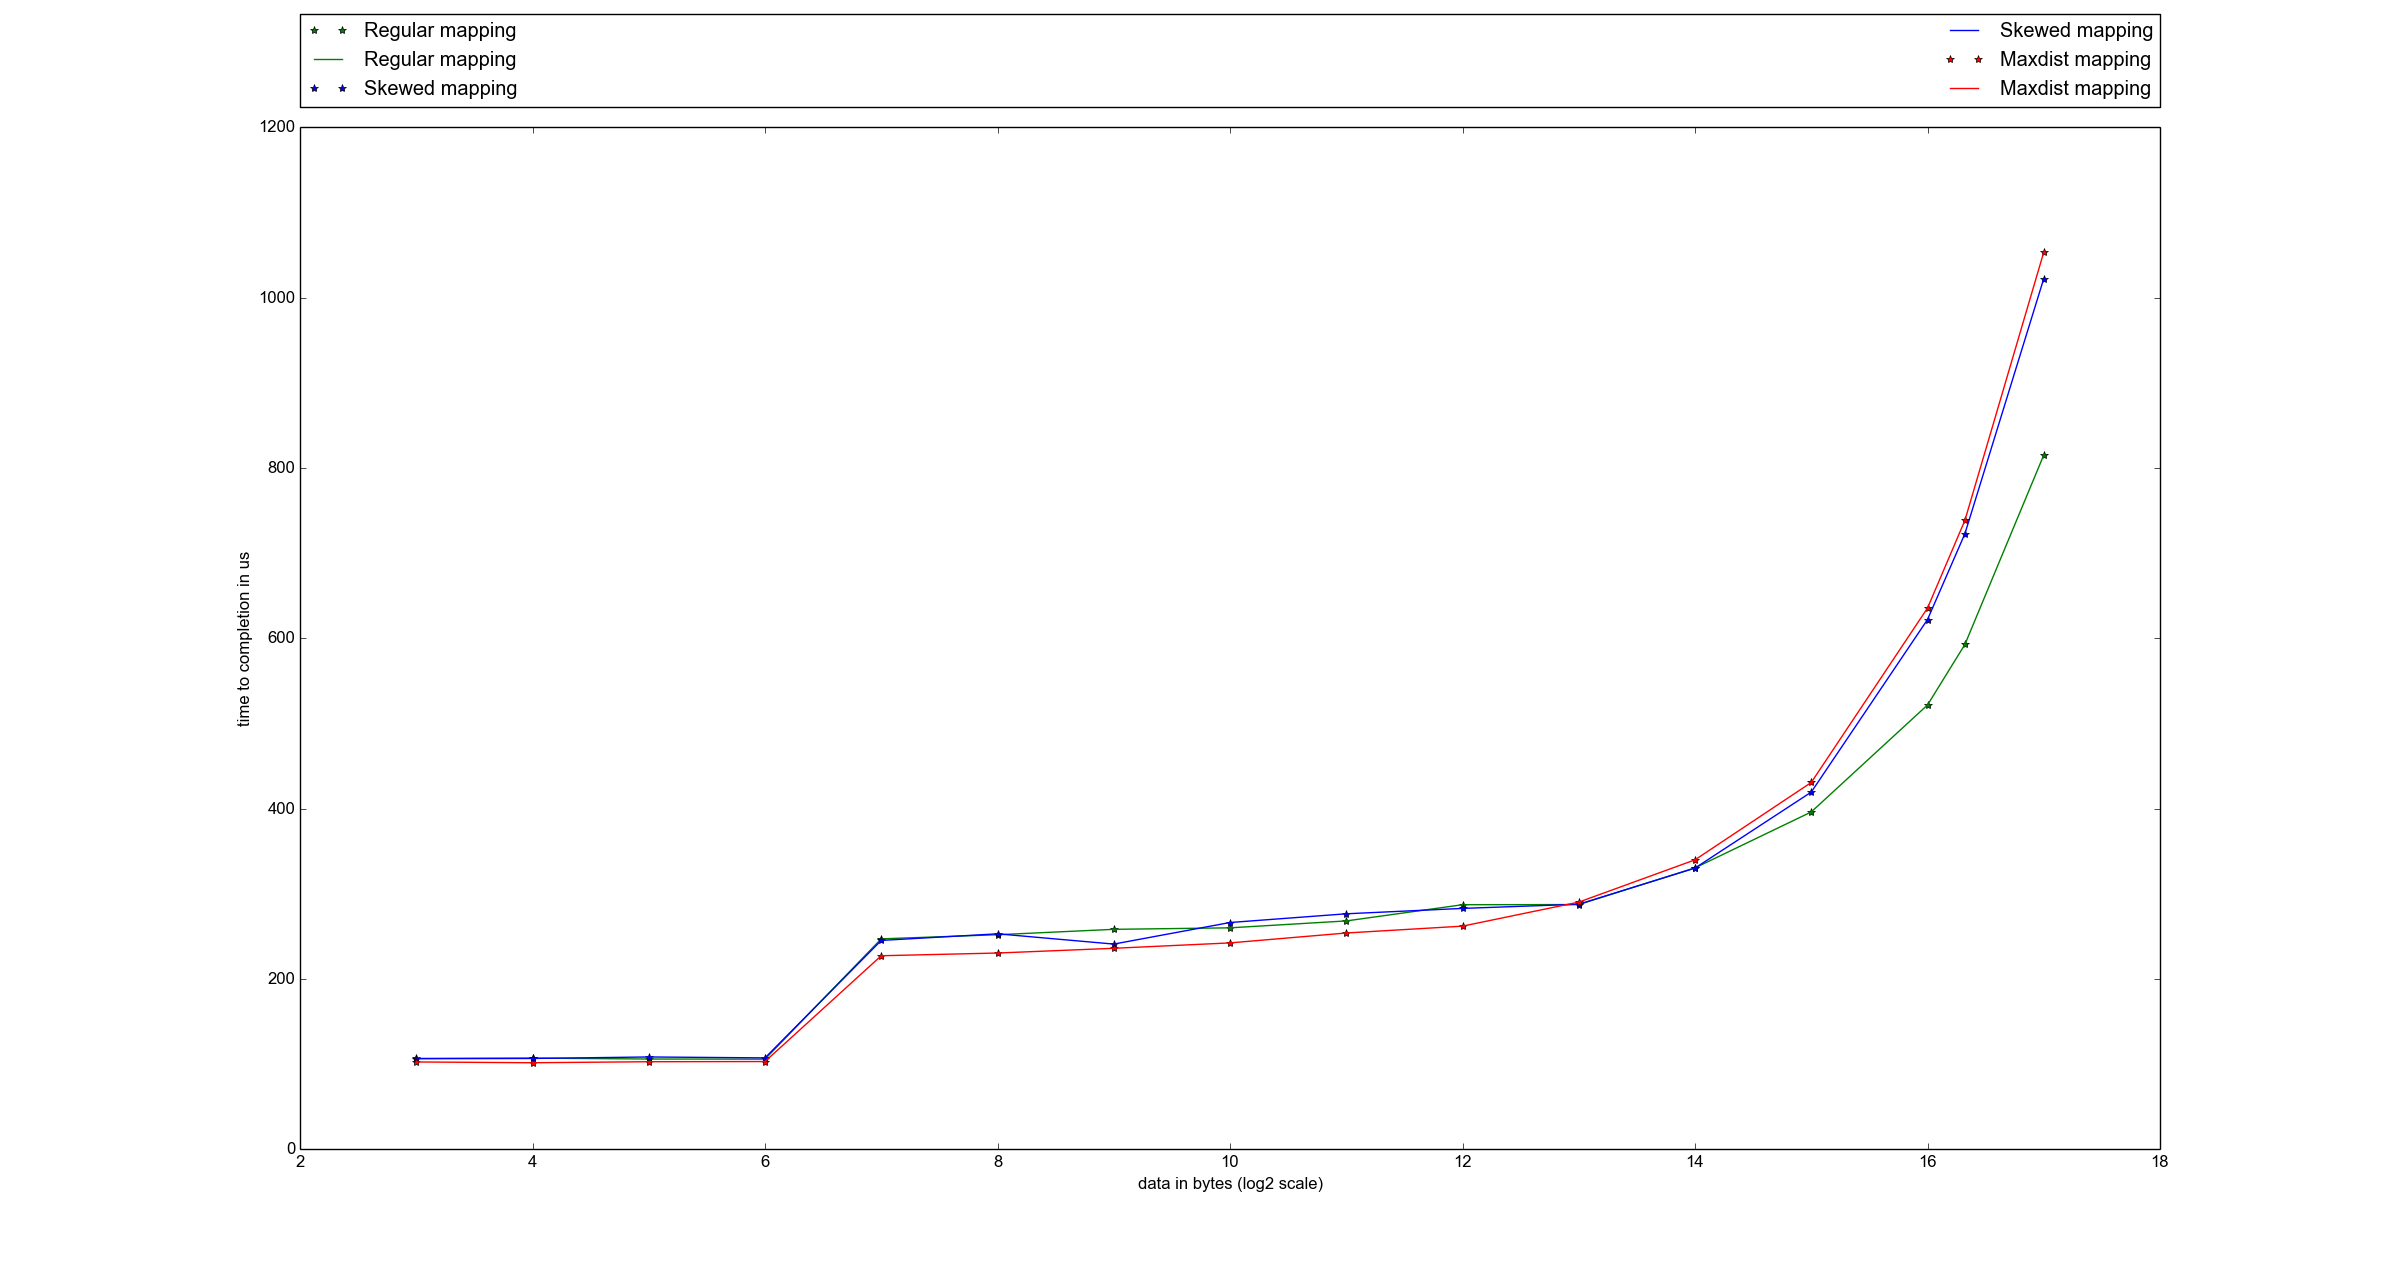 Regular mapping
Regular mapping
Skewed mapping
Skewed mapping
Maxdist mapping
Maxdist mapping
1200
1000
800
600
400
200
0
time to completion in us
2 4 6 8 10 12 14 16 18
data in bytes (log2 scale)